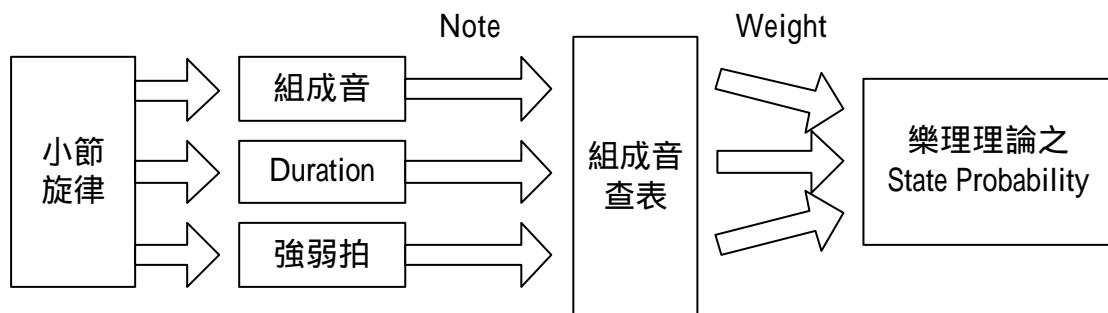 Note
Weight
小節
旋律
組成音
Duration
強弱拍
組成音
查表
樂理理論之
State Probability